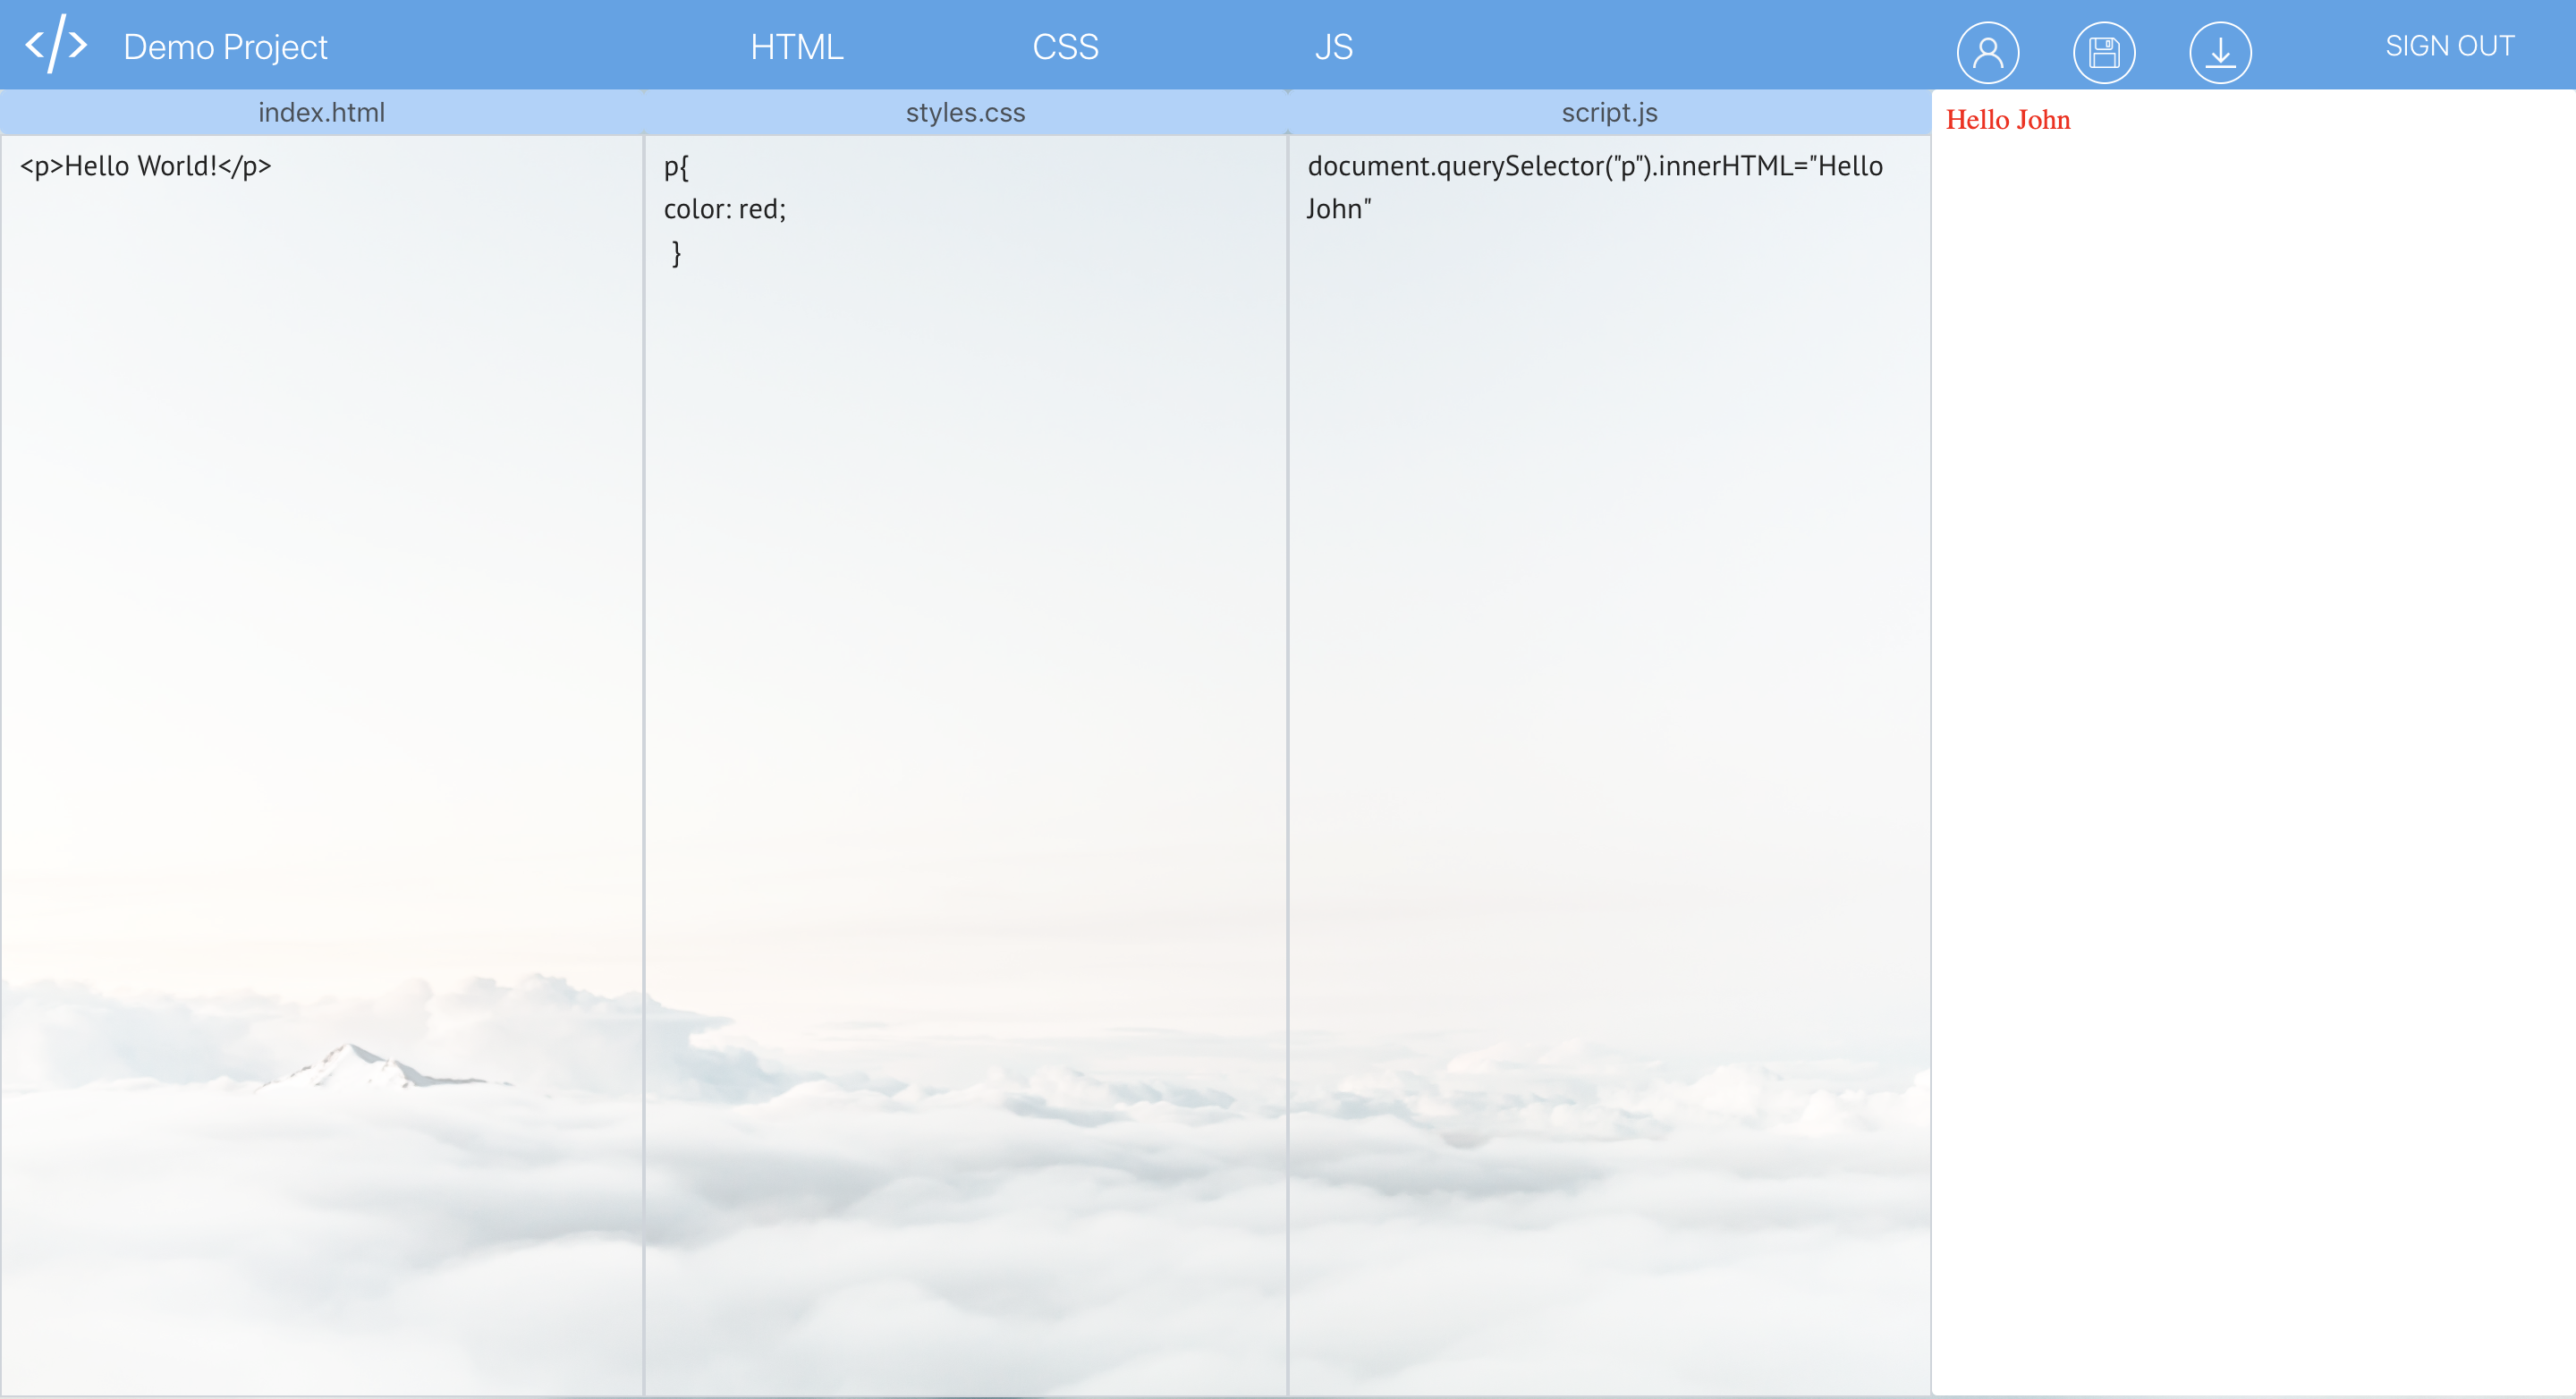 </> Demo Project HTML CSS JS SIGN OUT
index.html styles.css script.js
<p>Hello World!</p>
p{
color: red;
}
document.querySelector("p").innerHTML="Hello
John"
Hello John